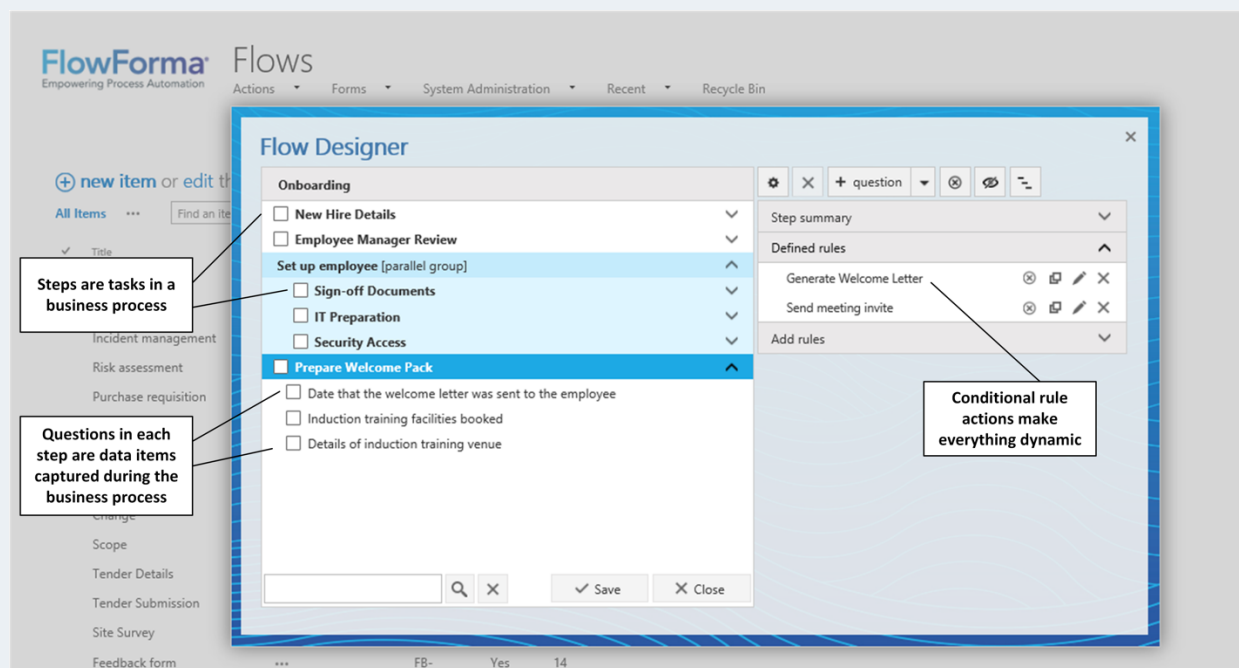 FlowForma
Empowering Process Automation
Flows
Actions
Forms
System Administration
Recent
Recycle Bin
new item or edit th
All Items
Find an ite
Title
Incident management
Risk assessment
Purchase requisition
Change
Scope
Tender Details
Tender Submission
Site Survey
Feedback form
FB-
Yes
14
Flow Designer
Onboarding
New Hire Details
Employee Manager Review
Set up employee [parallel group]
Sign-off Documents
IT Preparation
Security Access
Prepare Welcome Pack
Date that the welcome letter was sent to the employee
Induction training facilities booked
Details of induction training venue
Save
Close
question
Step summary
Defined rules
Generate Welcome Letter
Send meeting invite
Add rules
Steps are tasks in a
business process
Questions in each
step are data items
captured during the
business process
Conditional rule
actions make
everything dynamic